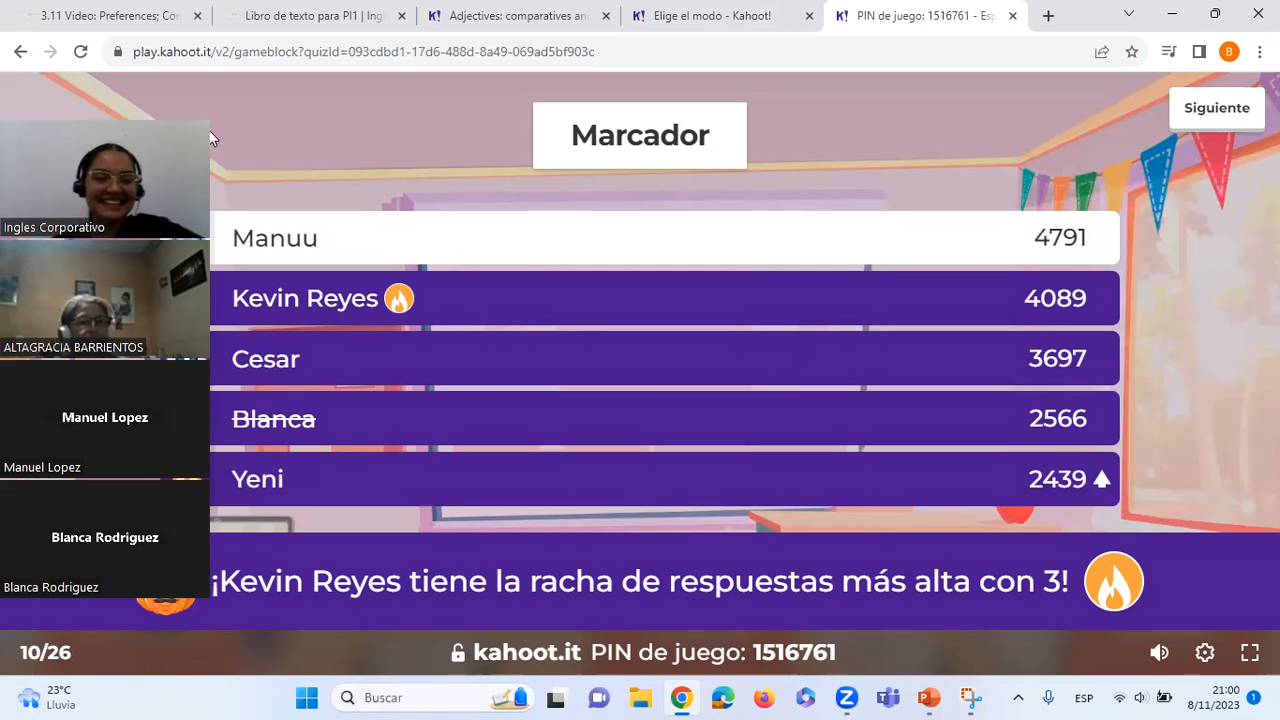 3.11 Video: Preferences; Cor
Libro de texto para PI1 | Ingl
Adjectives: comparatives an
Elige el modo - Kahoot!
PIN de juego: 1516761 - Esp
play.kahoot.it/v2/gameblock?quizId=093cdbd1-17d6-488d-8a49-069ad5bf903c
B
Siguiente
Marcador
Ingles Corporativo
Manuu 4791
Kevin Reyes 4089
ALTAGRACIA BARRIENTOS
Cesar 3697
Blanca 2566
Manuel Lopez
Manuel Lopez
Yeni 2439
Blanca Rodriguez
Blanca Rodriguez
¡Kevin Reyes tiene la racha de respuestas más alta con 3!
10/26
kahoot.it PIN de juego: 1516761
23°C
Lluvia
Buscar
ESP
21:00
8/11/2023
1